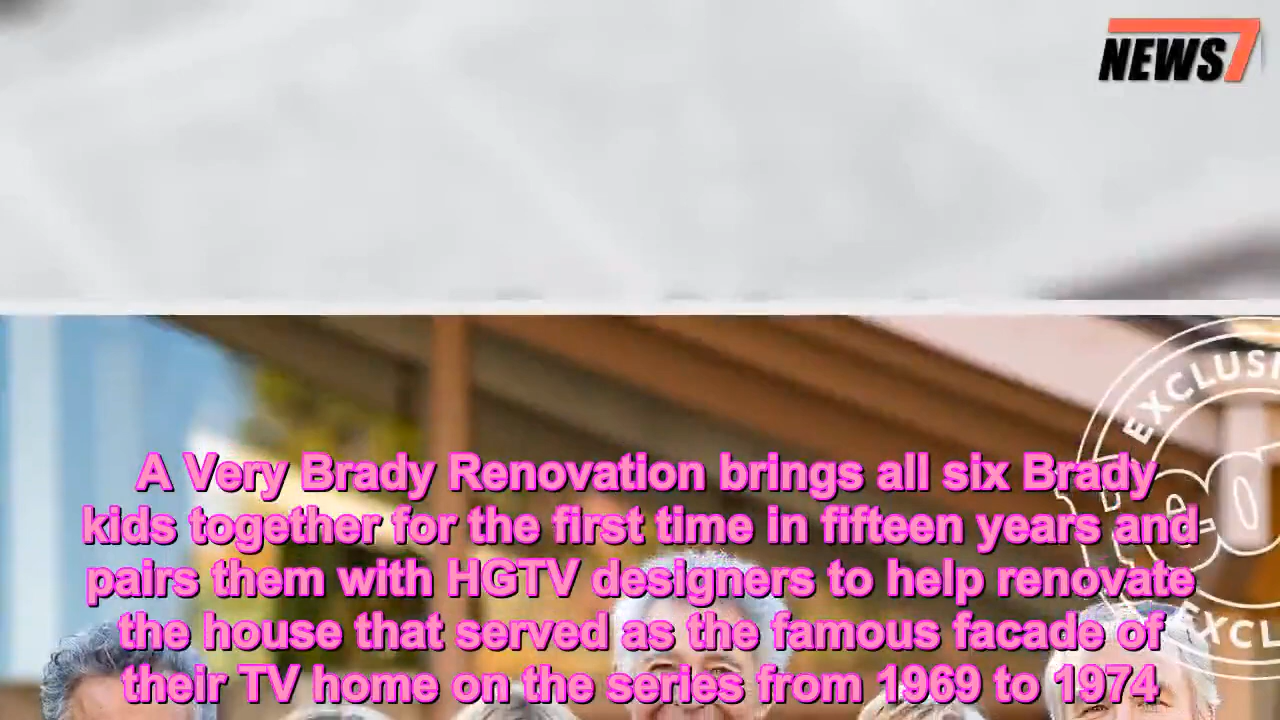 NEWS7
EXCLUSI
A Very Brady Renovation brings all six Brady
kids together for the first time in fifteen years and
pairs them with HGTV designers to help renovate
the house that served as the famous facade of
their TV home on the series from 1969 to 1974